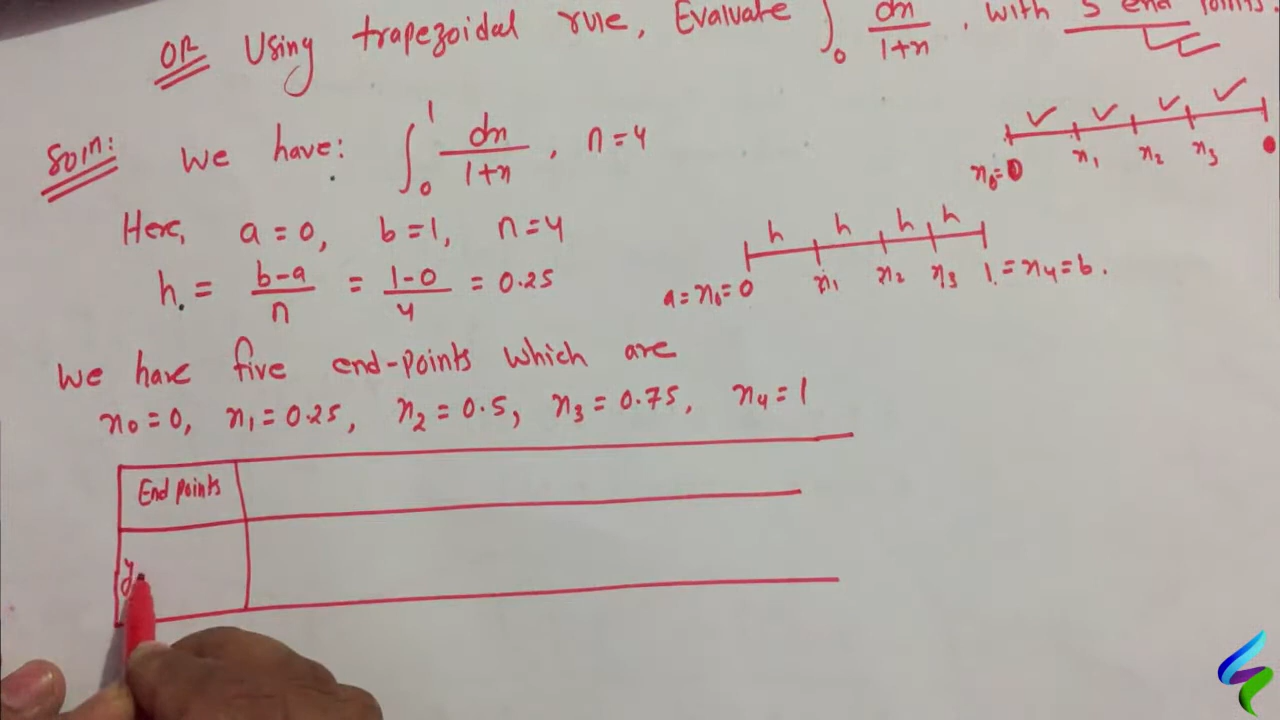 OR Using trapezoidal rule, Evaluate ∫₀ dx/1+x, with 5 end points.
Soln: We have: ∫₀¹ dx/1+x, n=4
x₀=0 x₁ x₂ x₃
Here, a=0, b=1, n=4
h h h h
h = b-a/n = 1-0/4 = 0.25
a=x₀=0 x₁ x₂ x₃ 1.=x₄=b.
We have five end-points which are
x₀=0, x₁=0.25, x₂=0.5, x₃=0.75, x₄=1
End points
y